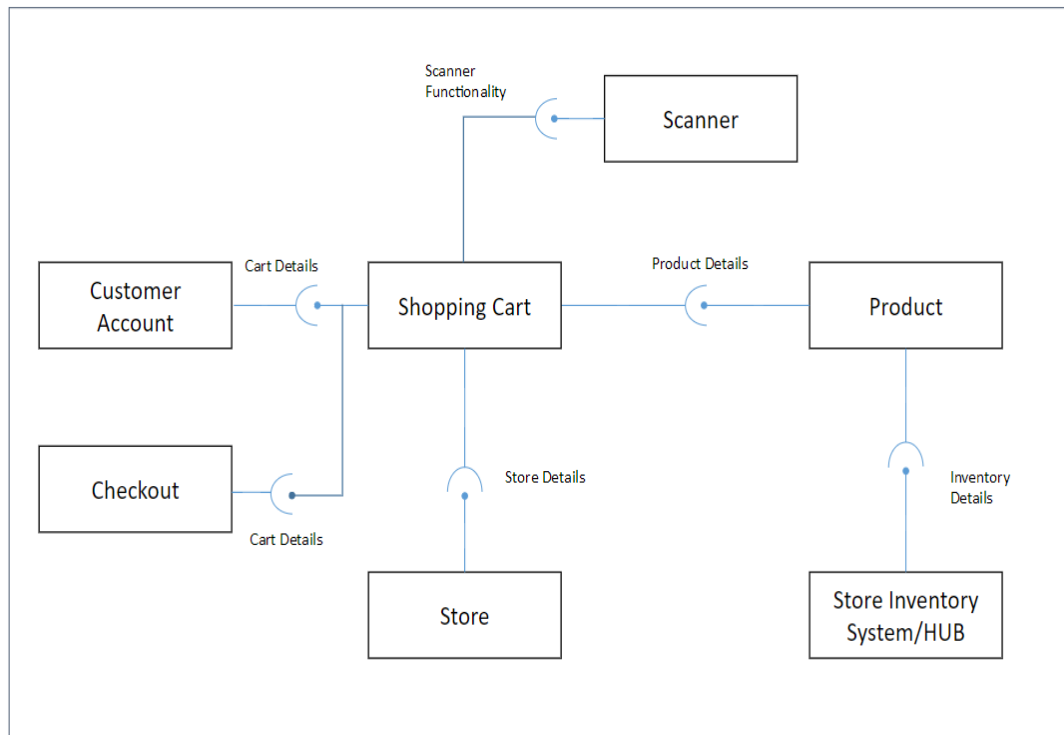 Scanner
Functionality
Scanner
Cart Details
Product Details
Customer
Account
Shopping Cart
Product
Checkout
Store Details
Inventory
Details
Cart Details
Store
Store Inventory
System/HUB